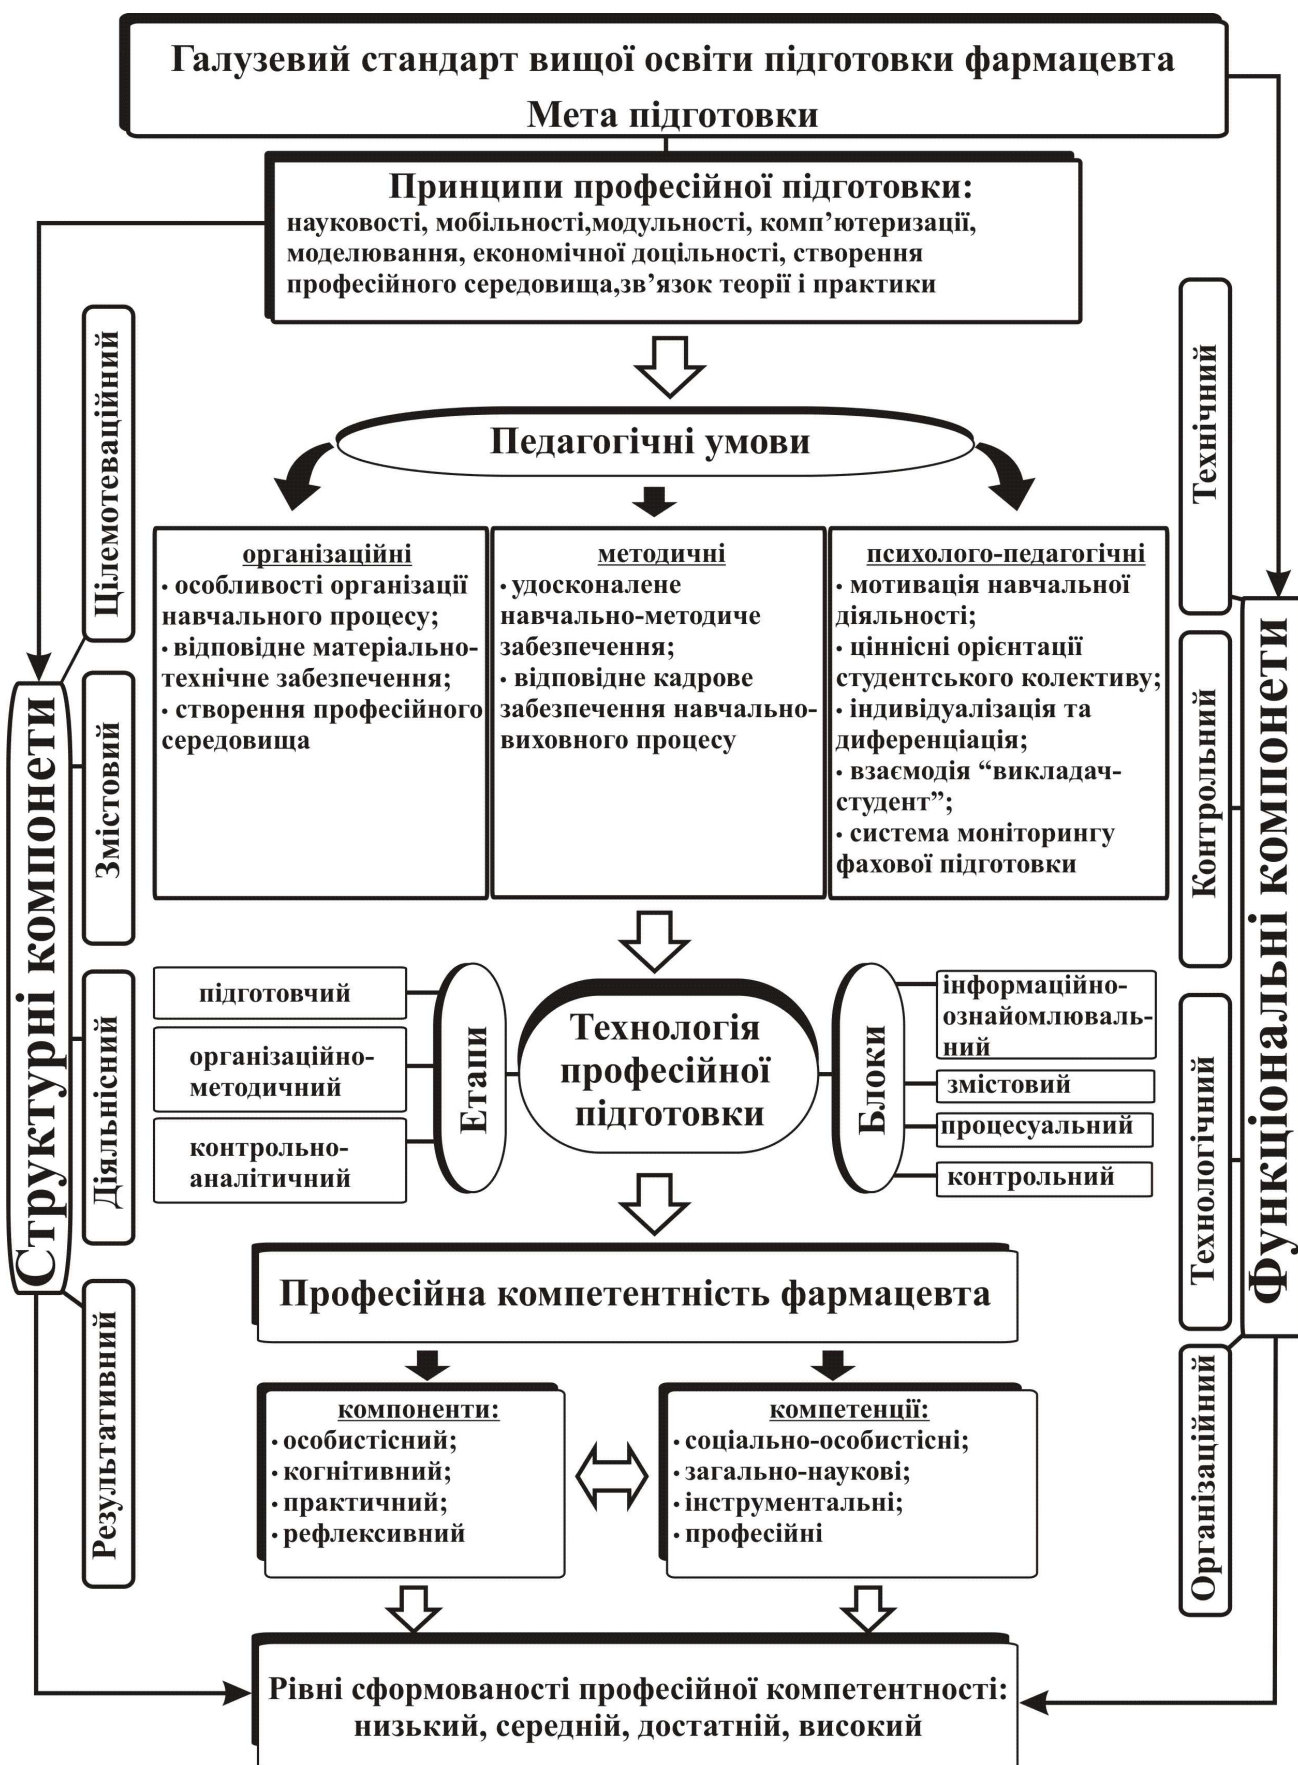 Галузевий стандарт вищої освіти підготовки фармацевта
Мета підготовки
Принципи професійної підготовки:
науковості, мобільності,модульності, комп’ютеризації,
моделювання, економічної доцільності, створення
професійного середовища,зв’язок теорії і практики
Структурні компонети
Цілемотеваційний
Змістовий
Діяльнісний
Результативний
Педагогічні умови
організаційні
· особливості організації
навчального процесу;
· відповідне матеріально-
технічне забезпечення;
· створення професійного
середовища
методичні
· удосконалене
навчально-методиче
забезпечення;
· відповідне кадрове
забезпечення навчально-
виховного процесу
психолого-педагогічні
· мотивація навчальної
діяльності;
· ціннісні орієнтації
студентського колективу;
· індивідуалізація та
диференціація;
· взаємодія “викладач-
студент”;
· система моніторингу
фахової підготовки
Етапи
підготовчий
організаційно-
методичний
контрольно-
аналітичний
Технологія
професійної
підготовки
Блоки
інформаційно-
ознайомлюваль-
ний
змістовий
процесуальний
контрольний
Функціональні компонети
Технічний
Контрольний
Технологічний
Організаційний
Професійна компетентність фармацевта
компоненти:
· особистісний;
· когнітивний;
· практичний;
· рефлексивний
компетенції:
· соціально-особистісні;
· загально-наукові;
· інструментальні;
· професійні
Рівні сформованості професійної компетентності:
низький, середній, достатній, високий